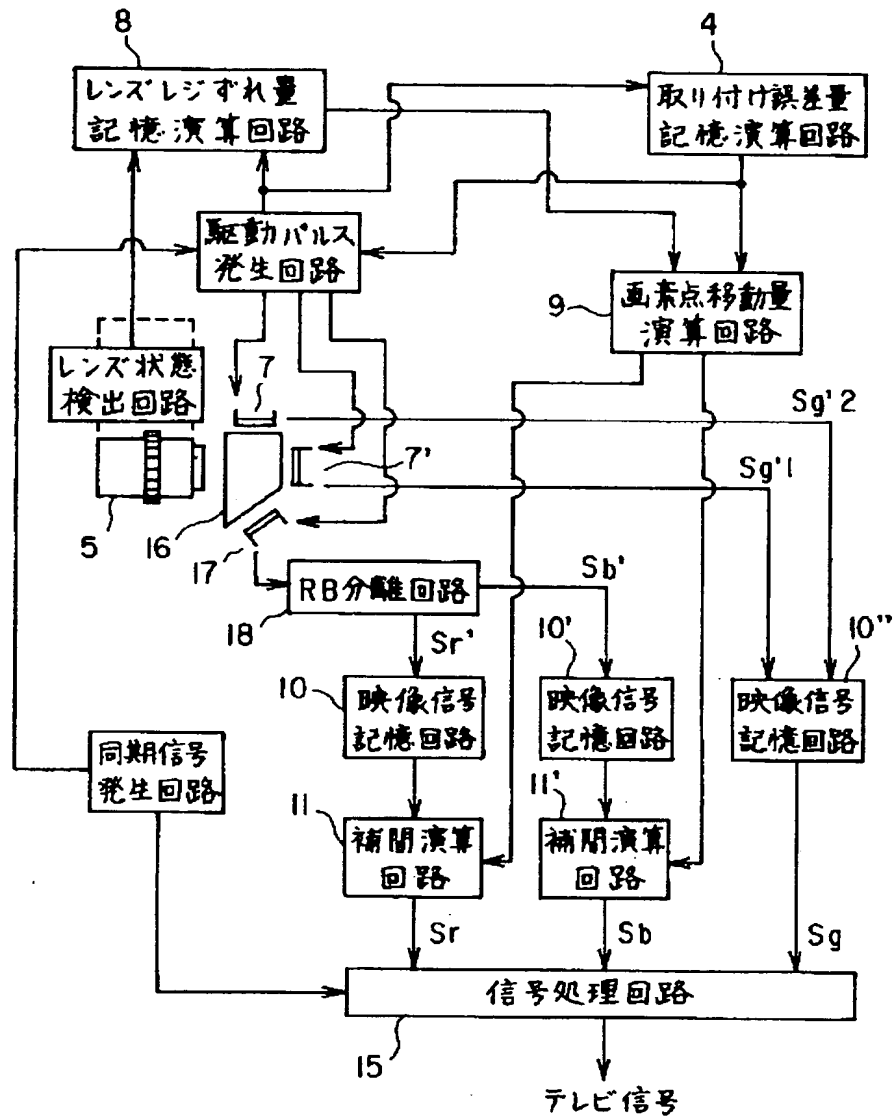 8
レンズレジずれ量
記憶演算回路
4
取り付け誤差量
記憶演算回路
駆動パルス
発生回路
9
画素点移動量
演算回路
レンズ状態
検出回路
7
Sg'2
7'
Sg'1
5
16
17
RB分離回路
18
Sb'
Sr'
10
映像信号
記憶回路
10'
映像信号
記憶回路
10"
映像信号
記憶回路
同期信号
発生回路
11
補間演算
回路
11'
補間演算
回路
Sr
Sb
Sg
信号処理回路
15
テレビ信号